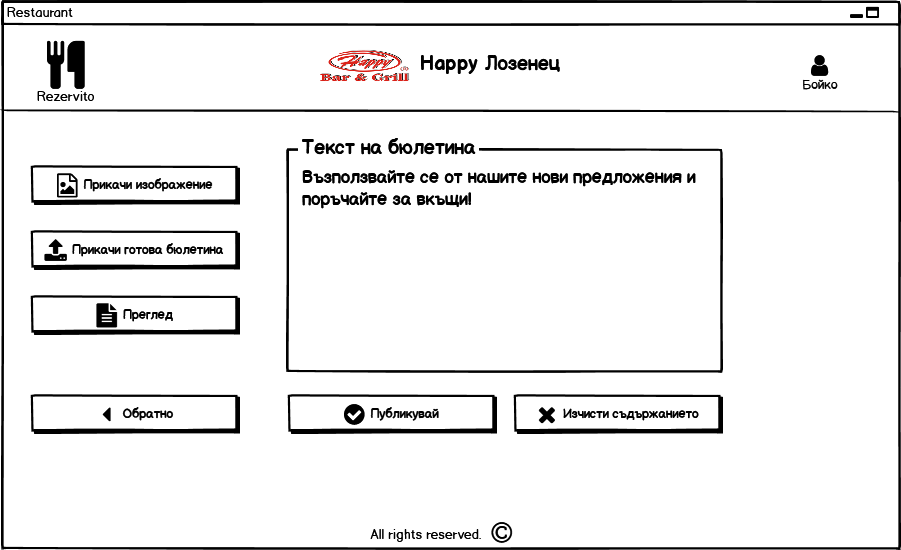 Restaurant
Rezervito
Happy
Bar & Grill
Happy Лозенец
Бойко
Текст на бюлетина
Възползвайте се от нашите нови предложения и
поръчайте за вкъщи!
Прикачи изображение
Прикачи готова бюлетина
Преглед
Обратно
Публикувай
Изчисти съдържанието
All rights reserved. ©